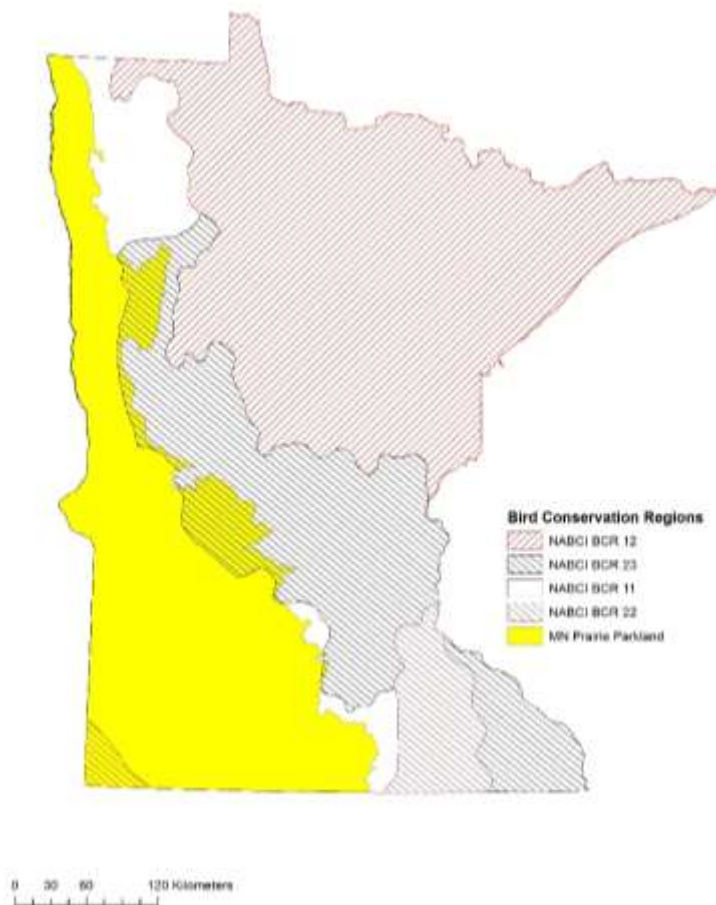 Bird Conservation Regions
NABCI BCR 12
NABCI BCR 23
NABCI BCR 11
NABCI BCR 22
MN Prairie Parkland
0 30 60 120 Kilometers